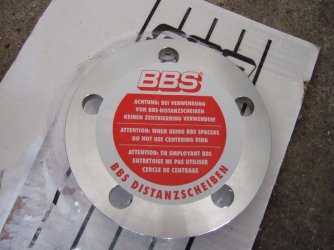 BBS
ACHTUNG: BEI VERWENDUNG
VON BBS-DISTANZSCHEIBEN
KEINEN ZENTRIERRING VERWENDEN!
ATTENTION: WHEN USING BBS SPACERS
DO NOT USE CENTERING RING
ATTENTION: EN EMPLOYANT BBS
ENTRETOISE NE PAS UTILISER
CERCLE DE CENTRAGE
BBS DISTANZSCHEIBEN